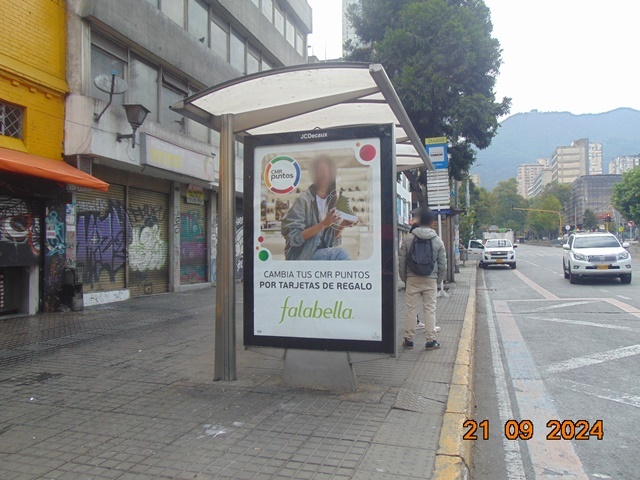 JCDecaux
CMR
puntos
CAMBIA TUS CMR PUNTOS
POR TARJETAS DE REGALO
falabella.
21 09 2024